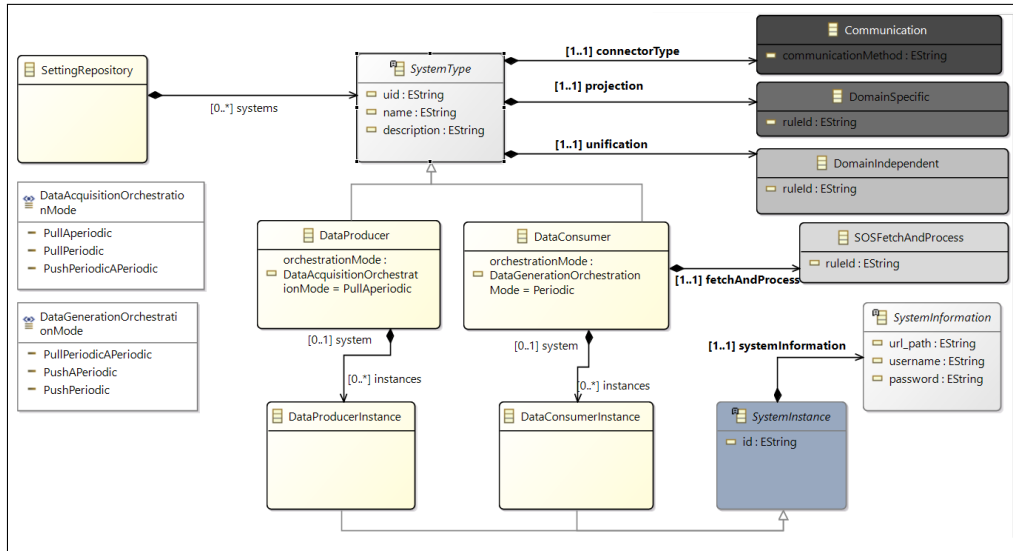 SettingRepository
[0..*] systems
SystemType
uid : EString
name : EString
description : EString
[1..1] connectorType
Communication
communicationMethod : EString
[1..1] projection
DomainSpecific
ruleId : EString
[1..1] unification
DomainIndependent
ruleId : EString
DataAcquisitionOrchestratio
nMode
PullAperiodic
PullPeriodic
PushPeriodicAPeriodic
DataGenerationOrchestrati
onMode
PullPeriodicAPeriodic
PushAPeriodic
PushPeriodic
DataProducer
orchestrationMode :
DataAcquisitionOrchestrat
ionMode = PullAperiodic
DataConsumer
orchestrationMode :
DataGenerationOrchestration
Mode = Periodic
[1..1] fetchAndProcess
SOSFetchAndProcess
ruleId : EString
[0..1] system
[0..*] instances
[0..1] system
[0..*] instances
[1..1] systemInformation
SystemInformation
url_path : EString
username : EString
password : EString
DataProducerInstance
DataConsumerInstance
SystemInstance
id : EString